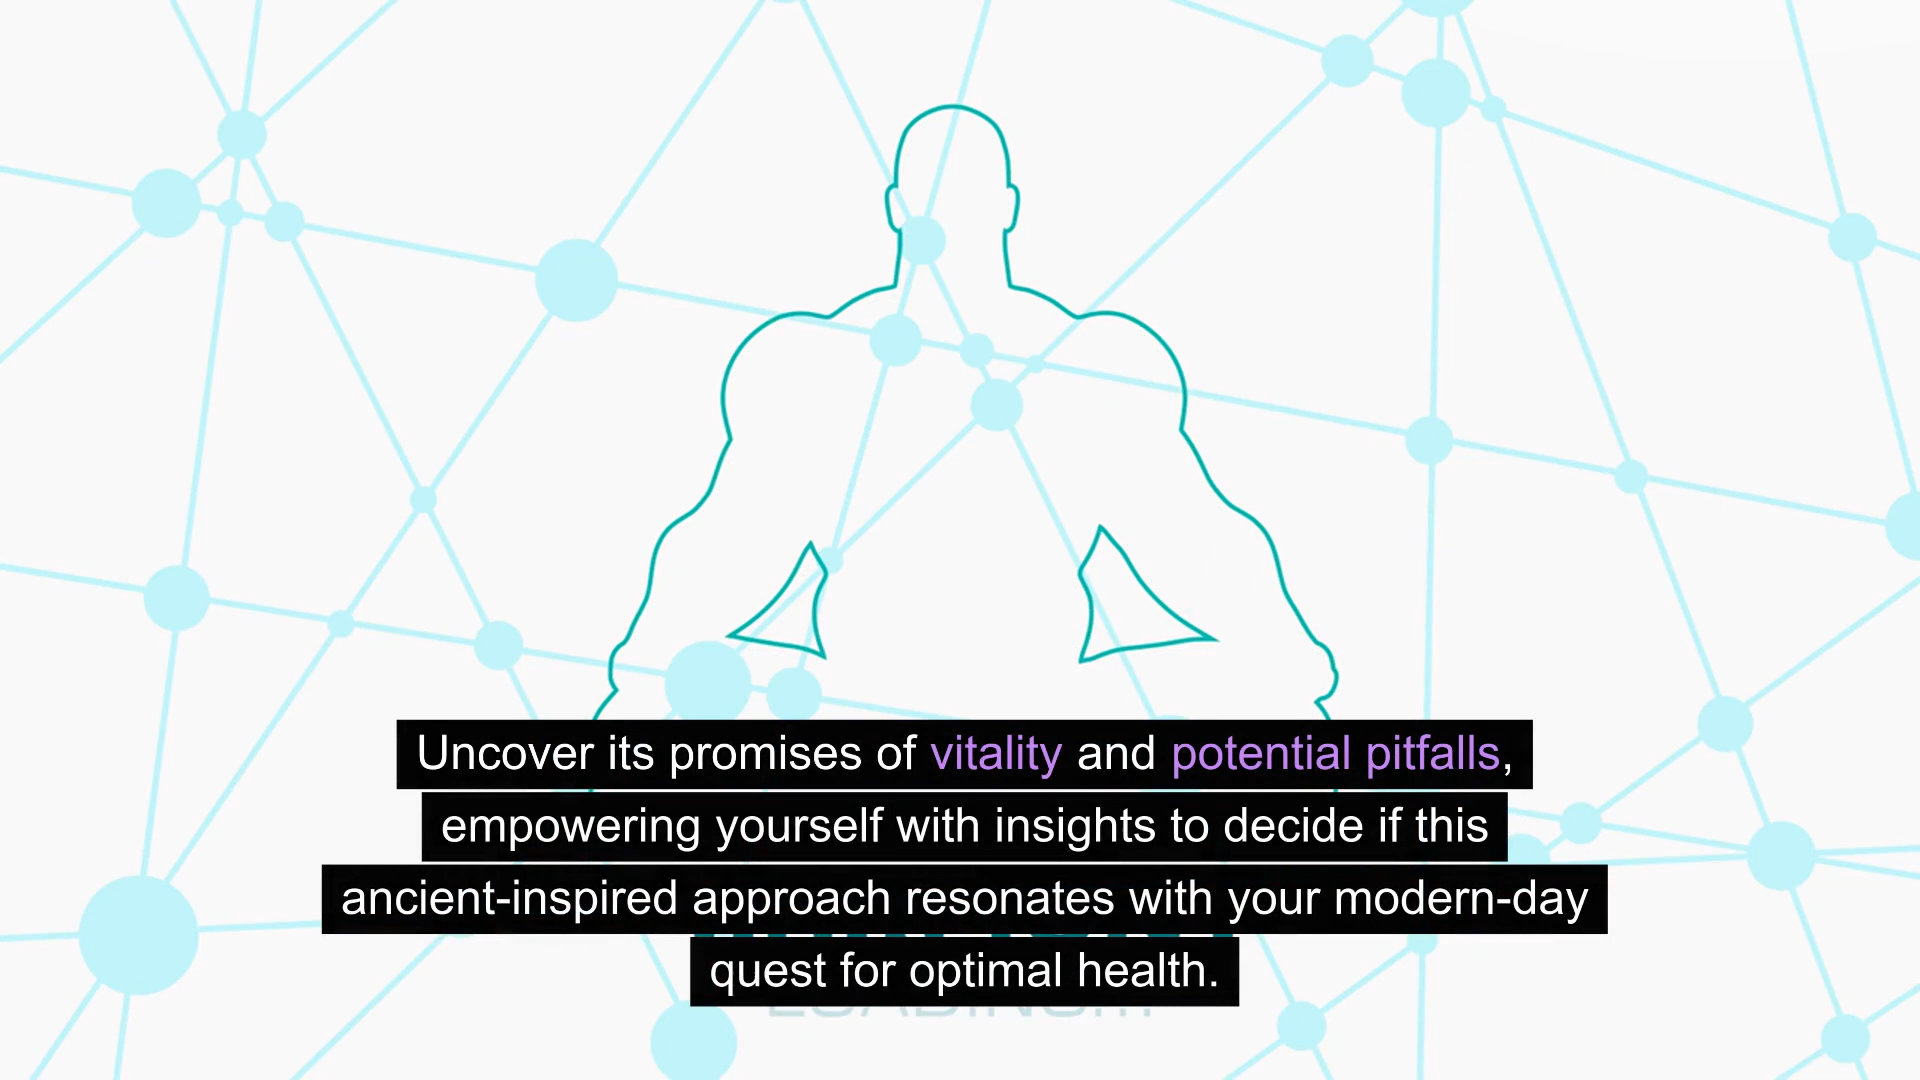 Uncover its promises of vitality and potential pitfalls,
empowering yourself with insights to decide if this
ancient-inspired approach resonates with your modern-day
quest for optimal health.
LOADING...